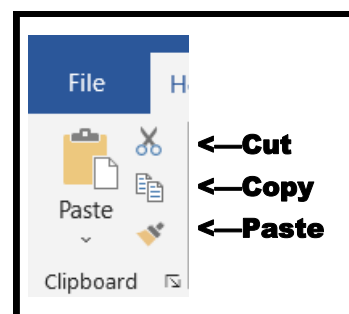 File H
<—Cut
<—Copy
Paste
<—Paste
Clipboard